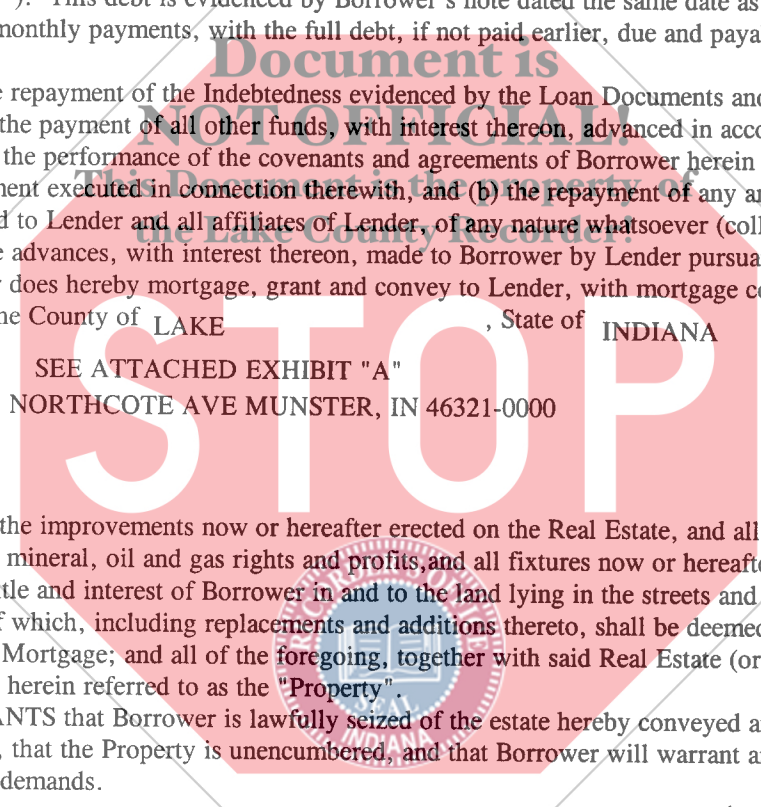 ). This debt is evidenced by Borrower's note dated the same date as
monthly payments, with the full debt, if not paid earlier, due and paya
Document is
e repayment of the Indebtedness evidenced by the Loan Documents and
NOT OFFICIAL!
the payment of all other funds, with interest thereon, advanced in acco
the performance of the covenants and agreements of Borrower herein
This Document is the property of
ment executed in connection therewith, and (b) the repayment of any a
d to Lender and all affiliates of Lender, of any nature whatsoever (coll
the Lake County Recorder!
e advances, with interest thereon, made to Borrower by Lender pursua
r does hereby mortgage, grant and convey to Lender, with mortgage c
ne County of LAKE , State of INDIANA
SEE ATTACHED EXHIBIT "A"
NORTHCOTE AVE MUNSTER, IN 46321-0000
STOP
the improvements now or hereafter erected on the Real Estate, and all
mineral, oil and gas rights and profits,and all fixtures now or hereafte
tle and interest of Borrower in and to the land lying in the streets and
f which, including replacements and additions thereto, shall be deemed
Mortgage; and all of the foregoing, together with said Real Estate (or
herein referred to as the "Property".
ANTS that Borrower is lawfully seized of the estate hereby conveyed a
, that the Property is unencumbered, and that Borrower will warrant a
demands.
RECORDER'S OFFICE
SEAL
INDIANA